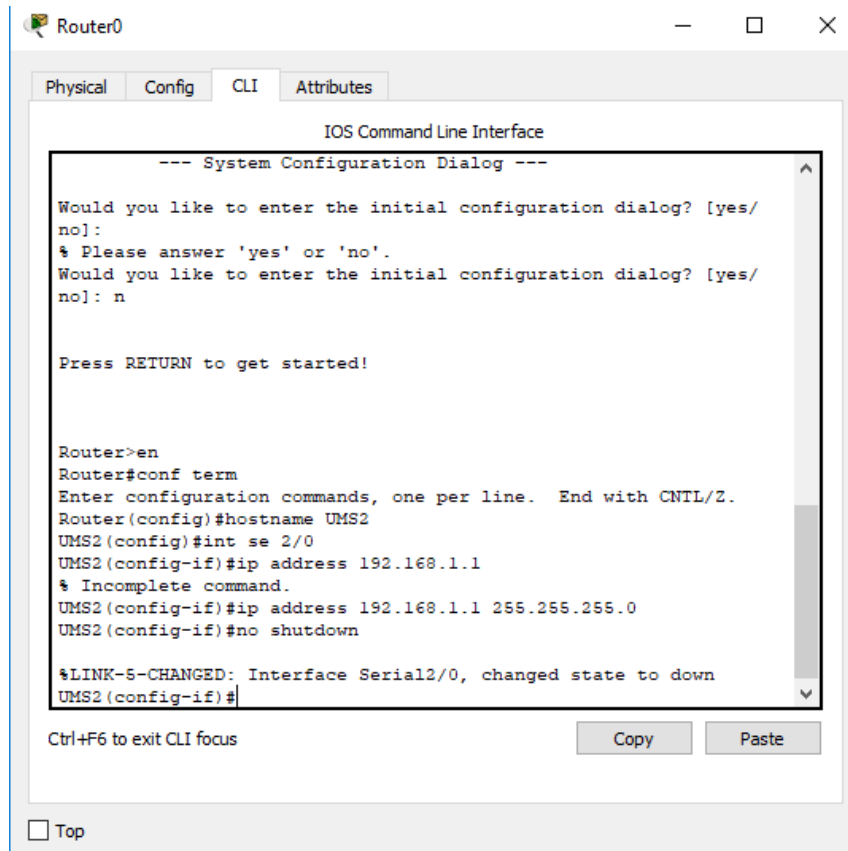 Router0
Physical Config CLI Attributes
IOS Command Line Interface
--- System Configuration Dialog ---
Would you like to enter the initial configuration dialog? [yes/
no]:
% Please answer 'yes' or 'no'.
Would you like to enter the initial configuration dialog? [yes/
no]: n
Press RETURN to get started!
Router>en
Router#conf term
Enter configuration commands, one per line.  End with CNTL/Z.
Router(config)#hostname UMS2
UMS2(config)#int se 2/0
UMS2(config-if)#ip address 192.168.1.1
% Incomplete command.
UMS2(config-if)#ip address 192.168.1.1 255.255.255.0
UMS2(config-if)#no shutdown
%LINK-5-CHANGED: Interface Serial2/0, changed state to down
UMS2(config-if)#
Ctrl+F6 to exit CLI focus Copy Paste
Top